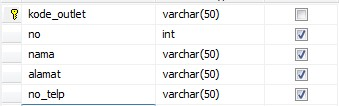 kode_outlet varchar(50)
no int
nama varchar(50)
alamat varchar(50)
no_telp varchar(50)